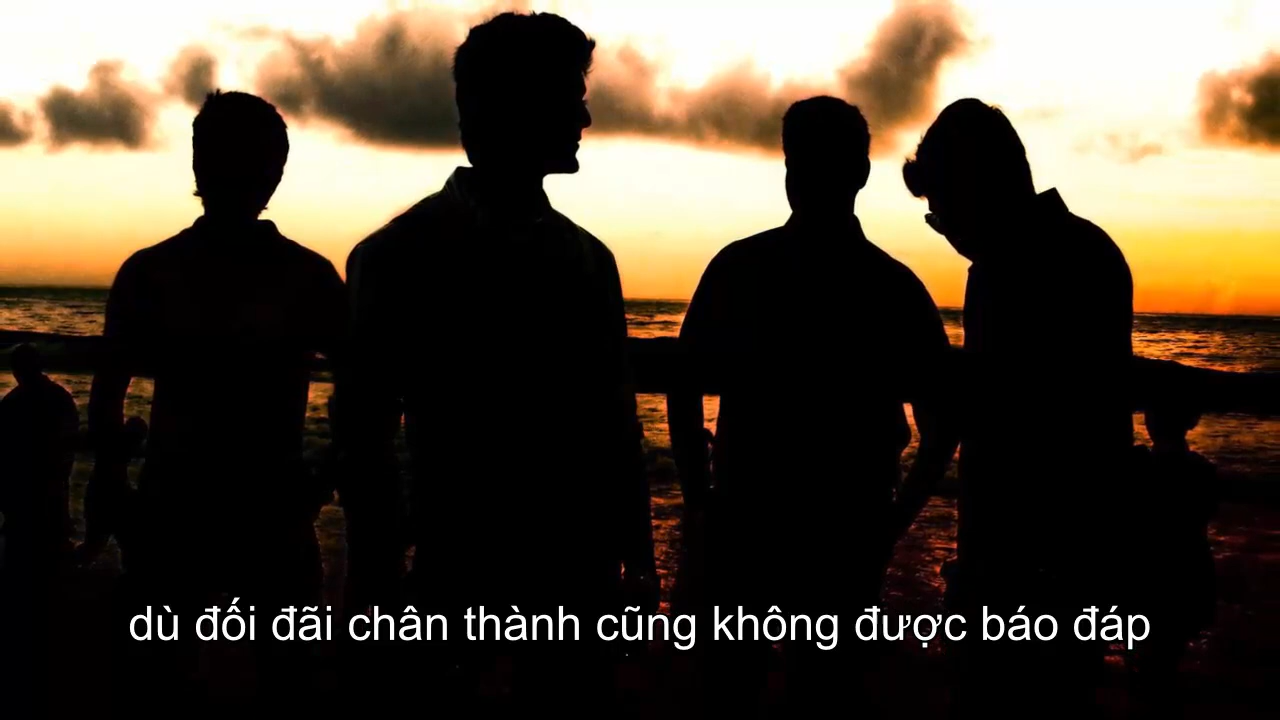 dù đối đãi chân thành cũng không được báo đáp